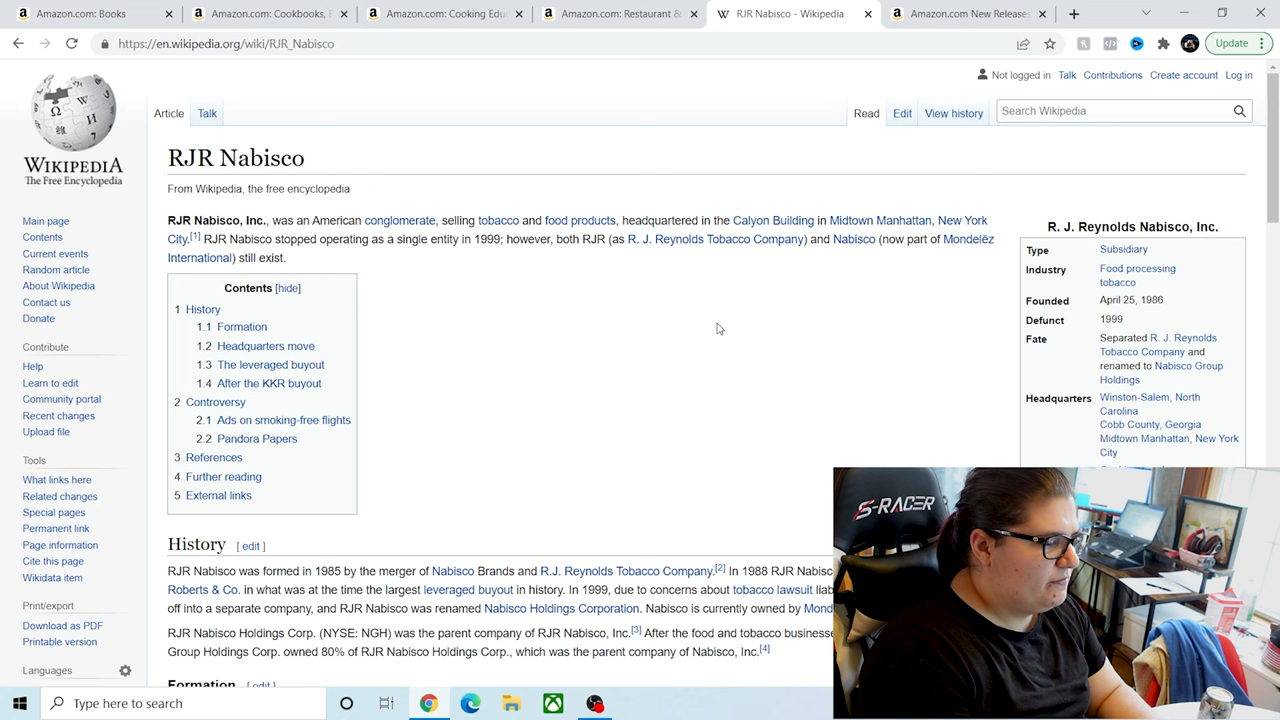 Amazon.com: Books
Amazon.com: Cookbooks, F
Amazon.com: Cooking Edu
Amazon.com: Restaurant &
RJR Nabisco - Wikipedia
Amazon.com New Releases
https://en.wikipedia.org/wiki/RJR_Nabisco
Update
Not logged in Talk Contributions Create account Log in
Article Talk
Read Edit View history
Search Wikipedia
WIKIPEDIA
The Free Encyclopedia
Main page
Contents
Current events
Random article
About Wikipedia
Contact us
Donate
Contribute
Help
Learn to edit
Community portal
Recent changes
Upload file
Tools
What links here
Related changes
Special pages
Permanent link
Page information
Cite this page
Wikidata item
Print/export
Download as PDF
Printable version
Languages
RJR Nabisco
From Wikipedia, the free encyclopedia
RJR Nabisco, Inc., was an American conglomerate, selling tobacco and food products, headquartered in the Calyon Building in Midtown Manhattan, New York
City.[1] RJR Nabisco stopped operating as a single entity in 1999; however, both RJR (as R. J. Reynolds Tobacco Company) and Nabisco (now part of Mondelēz
International) still exist.
Contents [hide]
1 History
1.1 Formation
1.2 Headquarters move
1.3 The leveraged buyout
1.4 After the KKR buyout
2 Controversy
2.1 Ads on smoking-free flights
2.2 Pandora Papers
3 References
4 Further reading
5 External links
R. J. Reynolds Nabisco, Inc.
Type Subsidiary
Industry Food processing
tobacco
Founded April 25, 1986
Defunct 1999
Fate Separated R. J. Reynolds
Tobacco Company and
renamed to Nabisco Group
Holdings
Headquarters Winston-Salem, North
Carolina
Cobb County, Georgia
Midtown Manhattan, New York
City
History [ edit ]
RJR Nabisco was formed in 1985 by the merger of Nabisco Brands and R.J. Reynolds Tobacco Company.[2] In 1988 RJR Nabisc
Roberts & Co. in what was at the time the largest leveraged buyout in history. In 1999, due to concerns about tobacco lawsuit liab
off into a separate company, and RJR Nabisco was renamed Nabisco Holdings Corporation. Nabisco is currently owned by Mond
RJR Nabisco Holdings Corp. (NYSE: NGH) was the parent company of RJR Nabisco, Inc.[3] After the food and tobacco businesse
Group Holdings Corp. owned 80% of RJR Nabisco Holdings Corp., which was the parent company of Nabisco, Inc.[4]
Formation [ edit ]
S-RACER
Type here to search